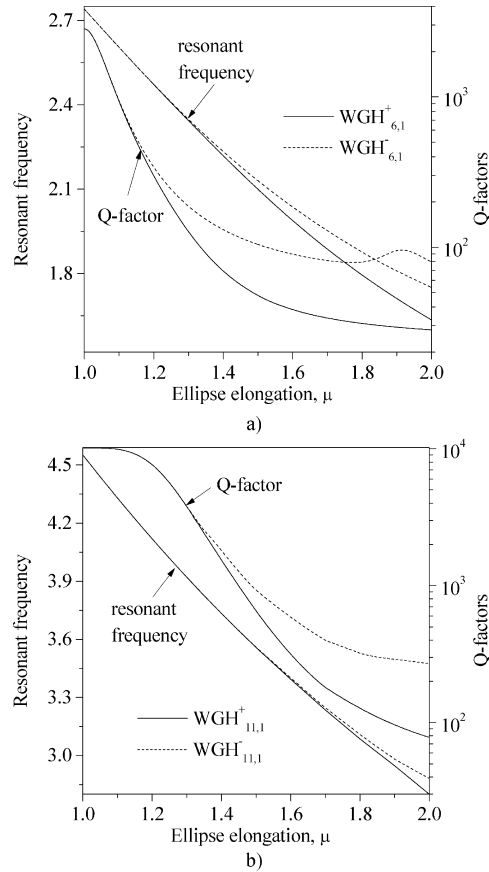 2.7
2.4
2.1
1.8
Resonant frequency
resonant
frequency
WGH⁺₆,₁
WGH⁻₆,₁
Q-factor
10³
10²
Q-factors
1.0 1.2 1.4 1.6 1.8 2.0
Ellipse elongation, μ
a)
4.5
4.2
3.9
3.6
3.3
3.0
Resonant frequency
Q-factor
resonant
frequency
WGH⁺₁₁,₁
WGH⁻₁₁,₁
10⁴
10³
10²
Q-factors
1.0 1.2 1.4 1.6 1.8 2.0
Ellipse elongation, μ
b)